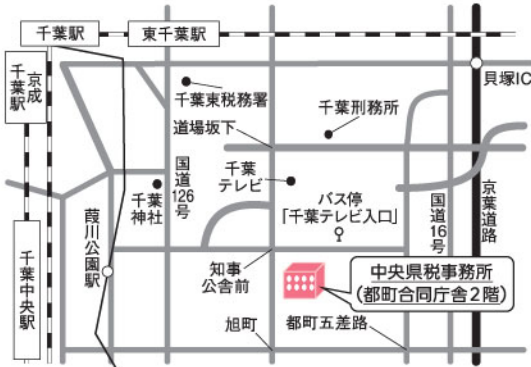 千葉駅
東千葉駅
京成
千葉駅
貝塚IC
千葉東税務署
千葉刑務所
道場坂下
国道126号
千葉
テレビ
千葉
神社
バス停
「千葉テレビ入口」
国道16号
京葉道路
葭川公園駅
千葉中央駅
知事
公舎前
中央県税事務所
(都町合同庁舎2階)
旭町
都町五差路